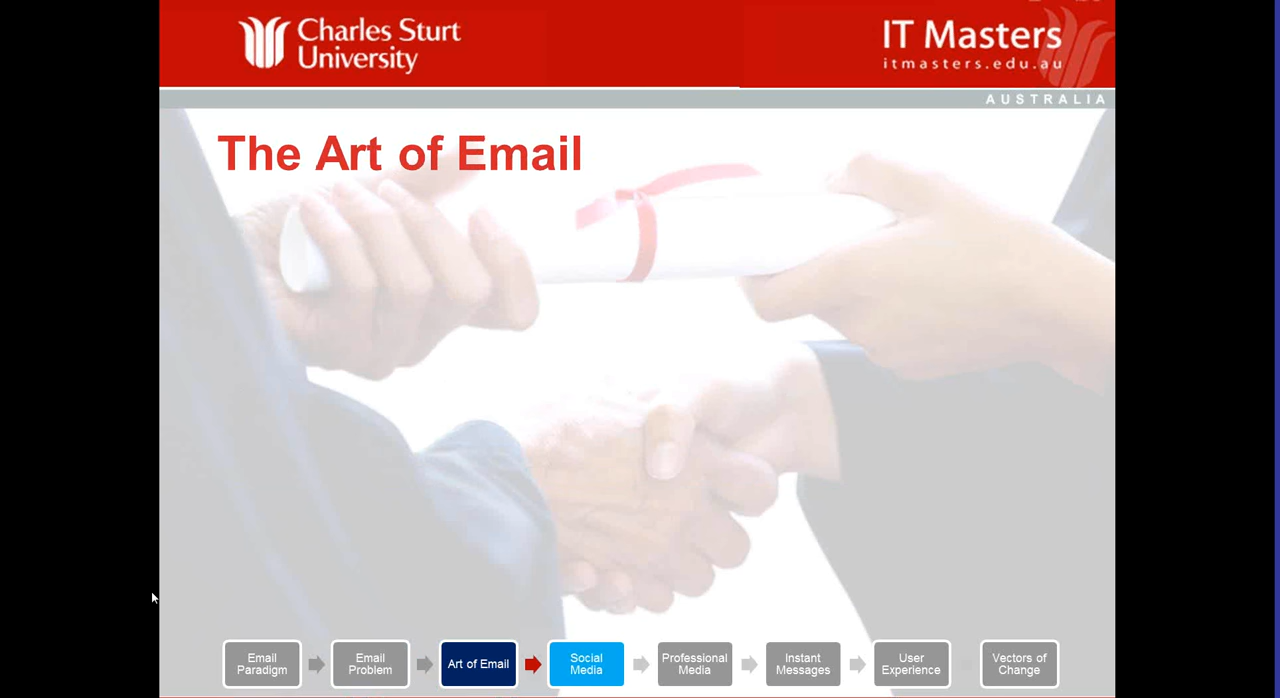 Charles Sturt
University
IT Masters
itmasters.edu.au
AUSTRALIA
The Art of Email
Email
Paradigm
Email
Problem
Art of Email
Social
Media
Professional
Media
Instant
Messages
User
Experience
Vectors of
Change